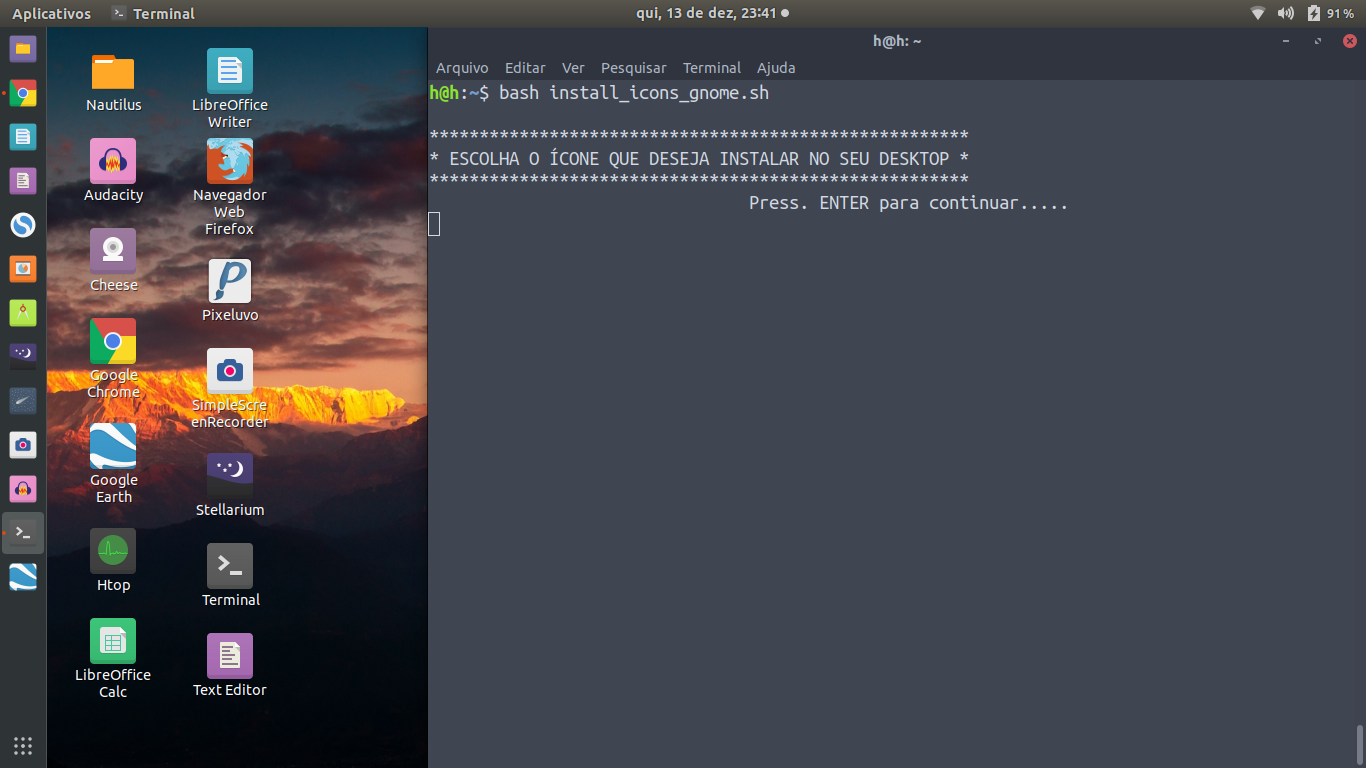 Aplicativos Terminal qui, 13 de dez, 23:41 91%
Nautilus
Audacity
Cheese
Google
Chrome
Google
Earth
Htop
LibreOffice
Calc
LibreOffice
Writer
Navegador
Web
Firefox
Pixeluvo
SimpleScre
enRecorder
Stellarium
Terminal
Text Editor
h@h: ~
Arquivo Editar Ver Pesquisar Terminal Ajuda
h@h:~$ bash install_icons_gnome.sh
******************************************************
* ESCOLHA O ÍCONE QUE DESEJA INSTALAR NO SEU DESKTOP *
******************************************************
Press. ENTER para continuar.....